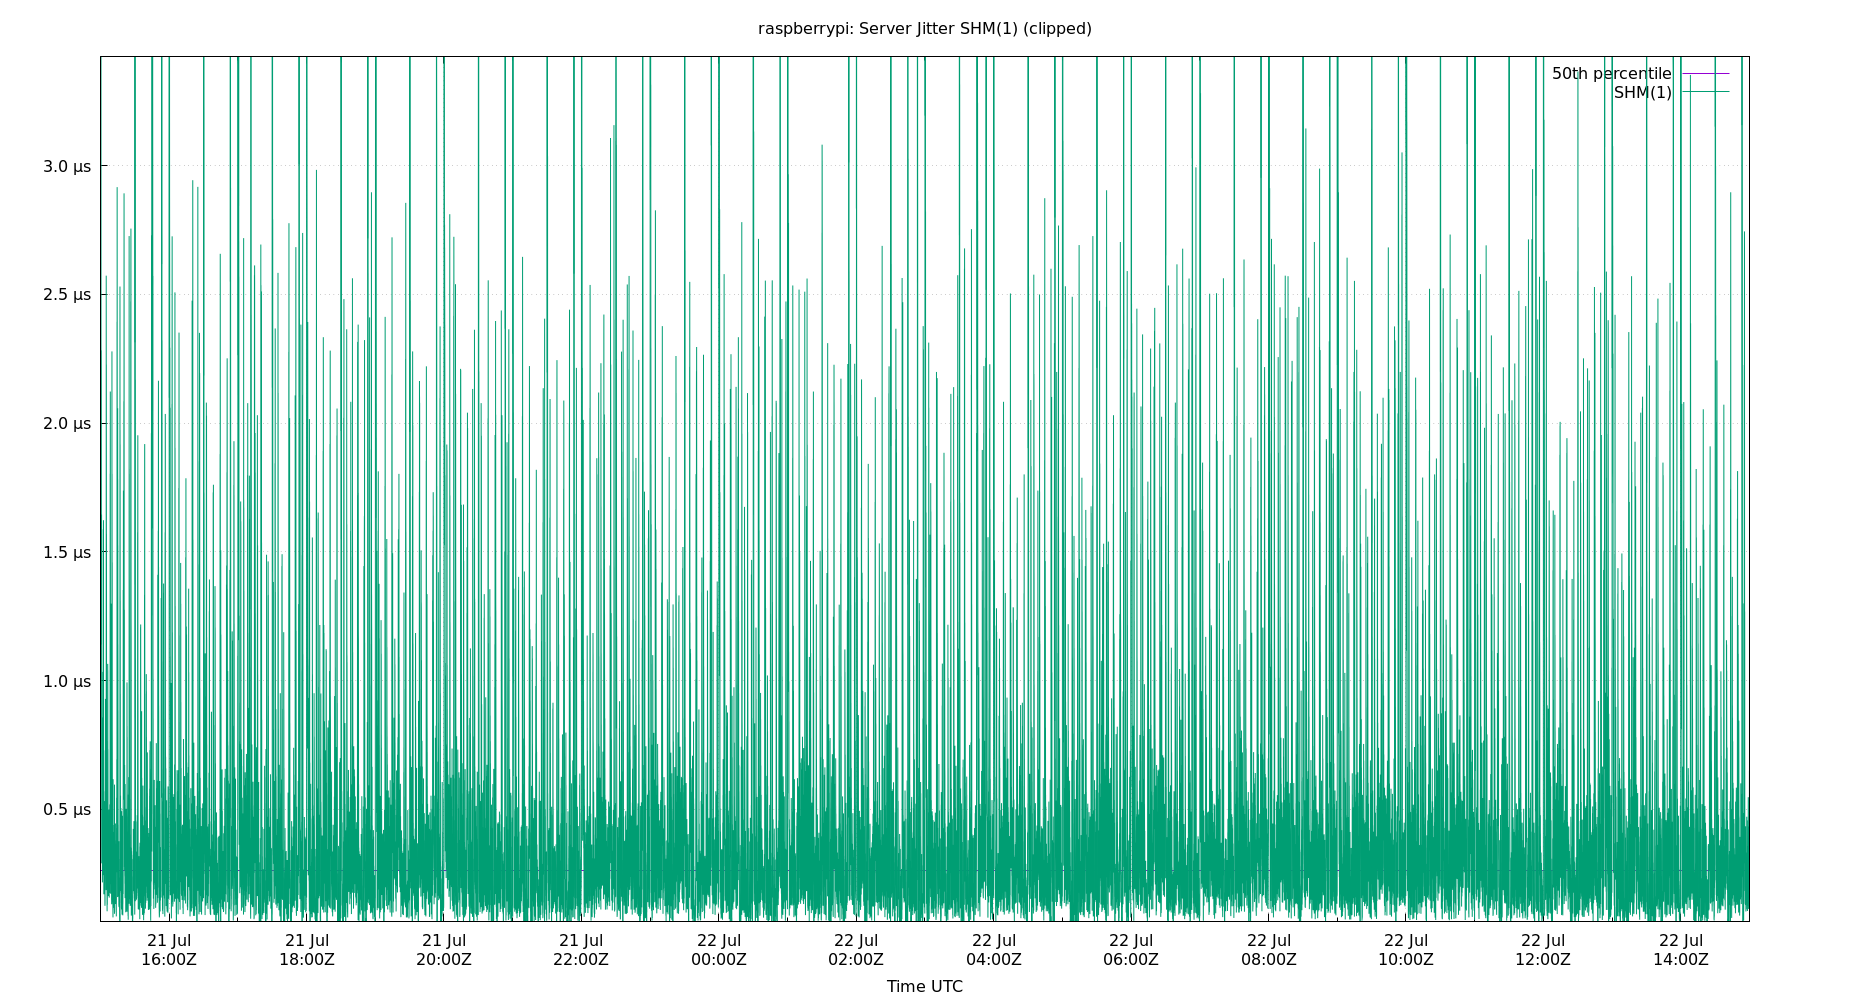 raspberrypi: Server Jitter SHM(1) (clipped)
50th percentile
SHM(1)
3.0 µs
2.5 µs
2.0 µs
1.5 µs
1.0 µs
0.5 µs
21 Jul 21 Jul 21 Jul 21 Jul 22 Jul 22 Jul 22 Jul 22 Jul 22 Jul 22 Jul 22 Jul 22 Jul
16:00Z 18:00Z 20:00Z 22:00Z 00:00Z 02:00Z 04:00Z 06:00Z 08:00Z 10:00Z 12:00Z 14:00Z
Time UTC